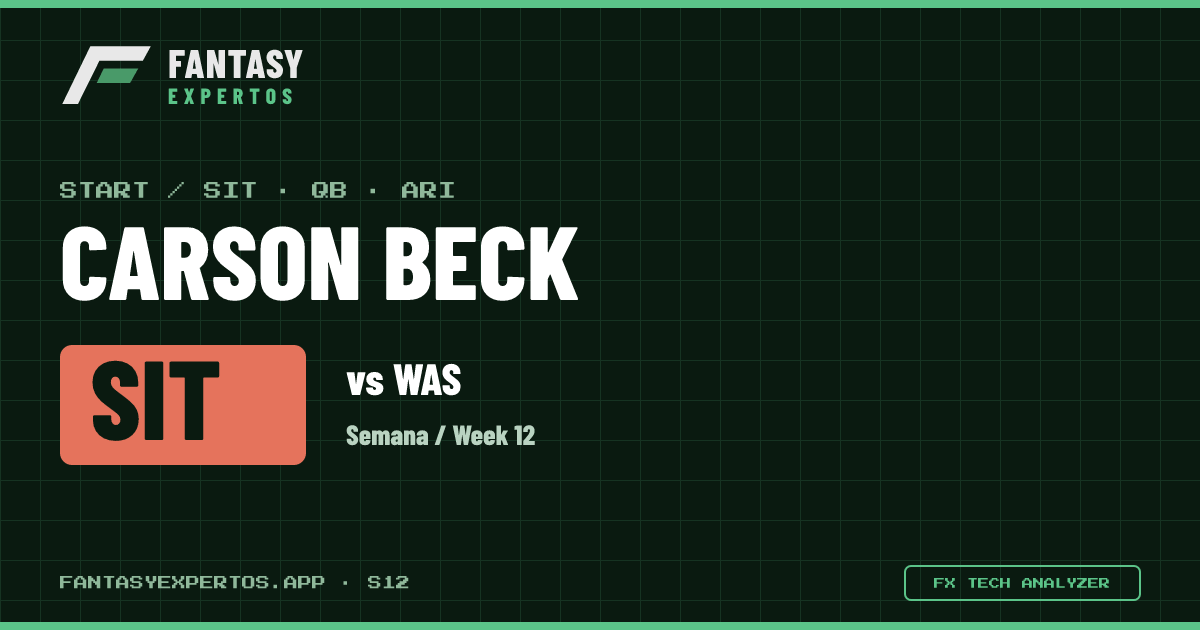 FANTASY
EXPERTOS
START / SIT · QB · ARI
CARSON BECK
SIT
vs WAS
Semana / Week 12
FANTASYEXPERTOS.APP · S12
FX TECH ANALYZER